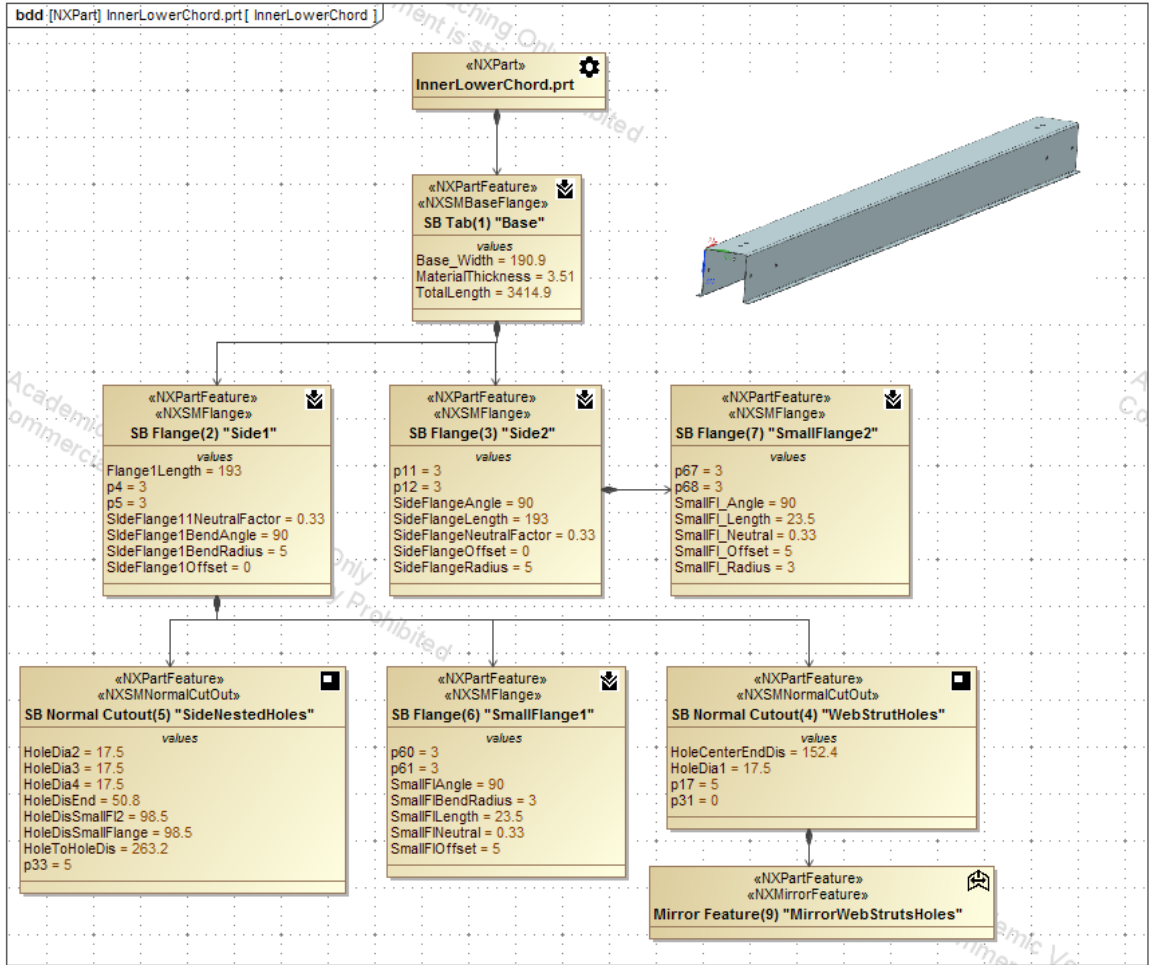 bdd [NXPart] InnerLowerChord.prt [ InnerLowerChord ]
«NXPart»
InnerLowerChord.prt
«NXPartFeature»
«NXSMBaseFlange»
SB Tab(1) "Base"
values
Base_Width = 190.9
MaterialThickness = 3.51
TotalLength = 3414.9
«NXPartFeature»
«NXSMFlange»
SB Flange(2) "Side1"
values
Flange1Length = 193
p4 = 3
p5 = 3
SIdeFlange11NeutralFactor = 0.33
SIdeFlange1BendAngle = 90
SIdeFlange1BendRadius = 5
SideFlange1Offset = 0
«NXPartFeature»
«NXSMFlange»
SB Flange(3) "Side2"
values
p11 = 3
p12 = 3
SideFlangeAngle = 90
SideFlangeLength = 193
SideFlangeNeutralFactor = 0.33
SideFlangeOffset = 0
SideFlangeRadius = 5
«NXPartFeature»
«NXSMFlange»
SB Flange(7) "SmallFlange2"
values
p67 = 3
p68 = 3
SmallFl_Angle = 90
SmallFl_Length = 23.5
SmallFl_Neutral = 0.33
SmallFl_Offset = 5
SmallFl_Radius = 3
«NXPartFeature»
«NXSMNormalCutOut»
SB Normal Cutout(5) "SideNestedHoles"
values
HoleDia2 = 17.5
HoleDia3 = 17.5
HoleDia4 = 17.5
HoleDisEnd = 50.8
HoleDisSmallFl2 = 98.5
HoleDisSmallFlange = 98.5
HoleToHoleDis = 263.2
p33 = 5
«NXPartFeature»
«NXSMFlange»
SB Flange(6) "SmallFlange1"
values
p60 = 3
p61 = 3
SmallFlAngle = 90
SmallFlBendRadius = 3
SmallFlLength = 23.5
SmallFlNeutral = 0.33
SmallFlOffset = 5
«NXPartFeature»
«NXSMNormalCutOut»
SB Normal Cutout(4) "WebStrutHoles"
values
HoleCenterEndDis = 152.4
HoleDia1 = 17.5
p17 = 5
p31 = 0
«NXPartFeature»
«NXMirrorFeature»
Mirror Feature(9) "MirrorWebStrutsHoles"